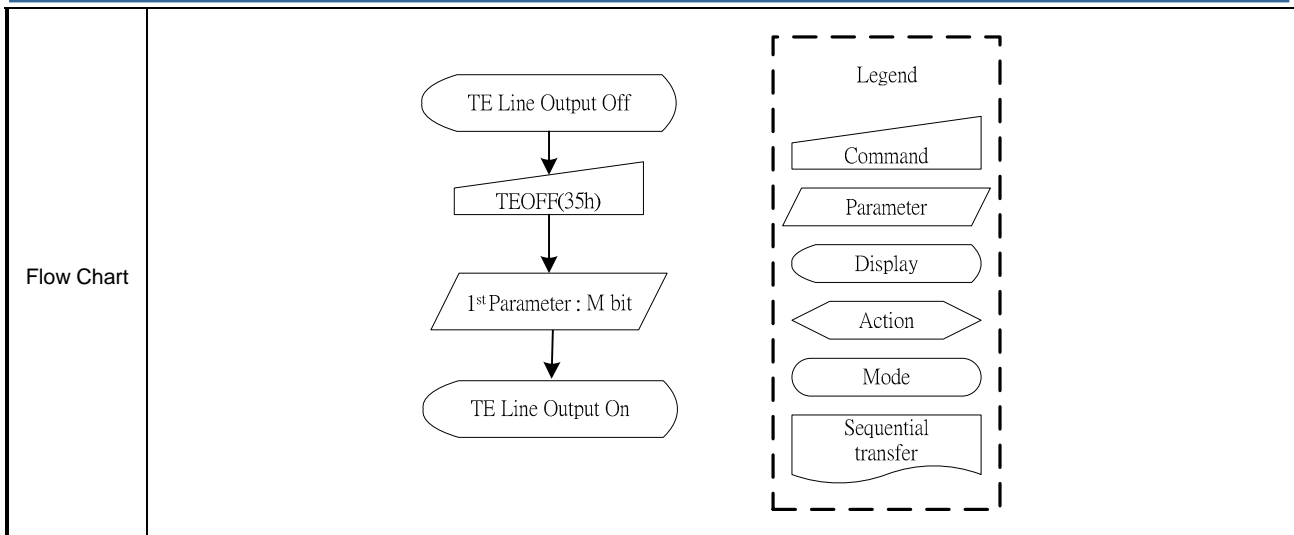 Flow Chart
TE Line Output Off
TEOFF(35h)
1st Parameter : M bit
TE Line Output On
Legend
Command
Parameter
Display
Action
Mode
Sequential
transfer